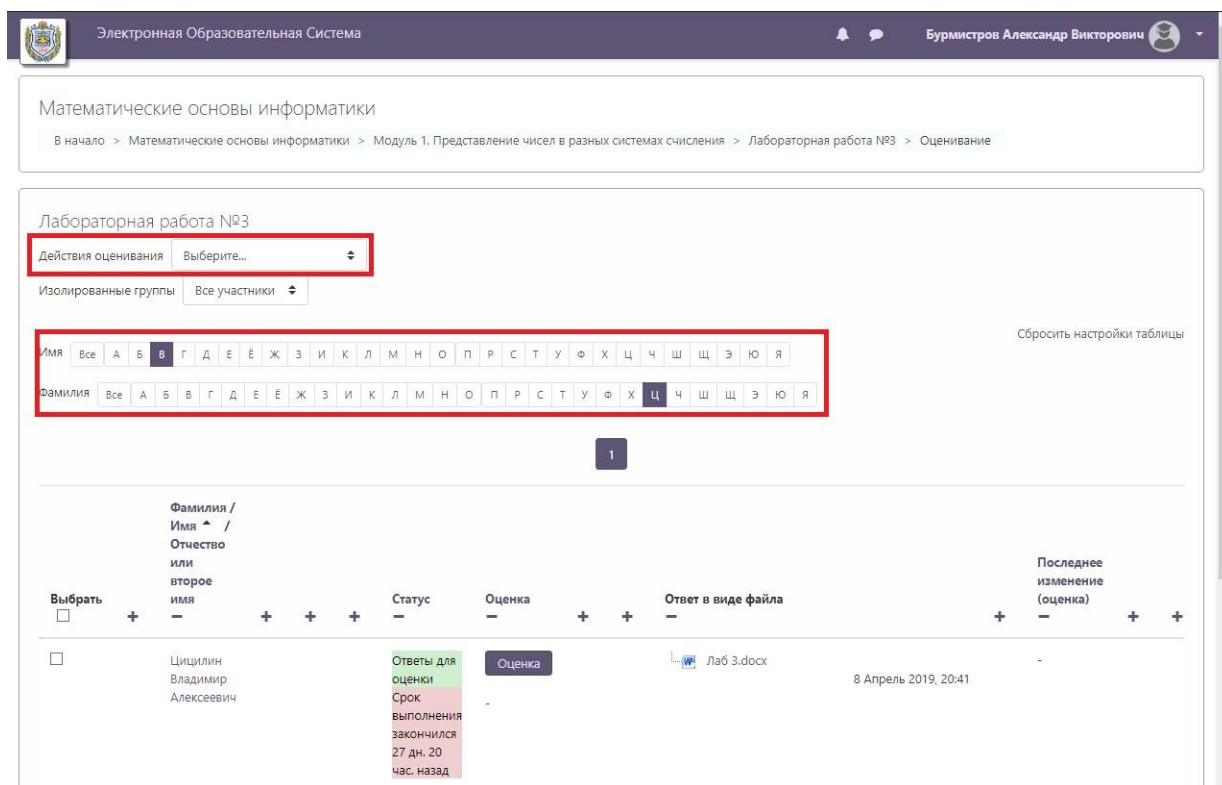 Электронная Образовательная Система
Бурмистров Александр Викторович
Математические основы информатики
В начало > Математические основы информатики > Модуль 1. Представление чисел в разных системах счисления > Лабораторная работа №3 > Оценивание
Лабораторная работа №3
Действия оценивания Выберите...
Изолированные группы Все участники
Сбросить настройки таблицы
Имя Все А Б В Г Д Е Ё Ж З И К Л М Н О П Р С Т У Ф Х Ц Ч Ш Щ Э Ю Я
Фамилия Все А Б В Г Д Е Ё Ж З И К Л М Н О П Р С Т У Ф Х Ц Ч Ш Щ Э Ю Я
1
Выбрать
Фамилия /
Имя /
Отчество
или
второе
имя
Статус
Оценка
Ответ в виде файла
Последнее
изменение
(оценка)
Цицилин
Владимир
Алексеевич
Ответы для
оценки
Срок
выполнения
закончился
27 дн. 20
час. назад
Оценка
-
Лаб 3.docx
8 Апрель 2019, 20:41
-